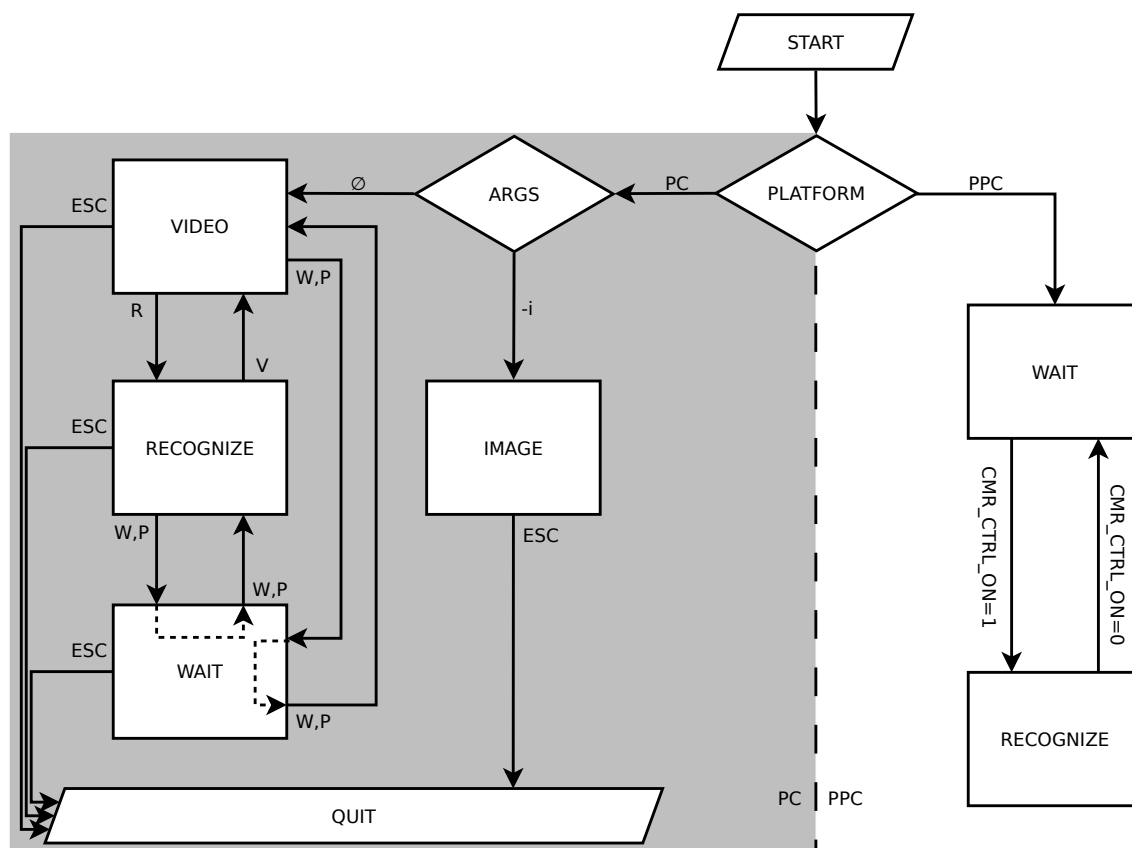 START
PLATFORM
PC
PPC
ARGS
∅
-i
VIDEO
ESC
W,P
R
V
RECOGNIZE
ESC
W,P
W,P
WAIT
ESC
W,P
IMAGE
ESC
QUIT
WAIT
CMR_CTRL_ON=1
CMR_CTRL_ON=0
RECOGNIZE
PC
PPC